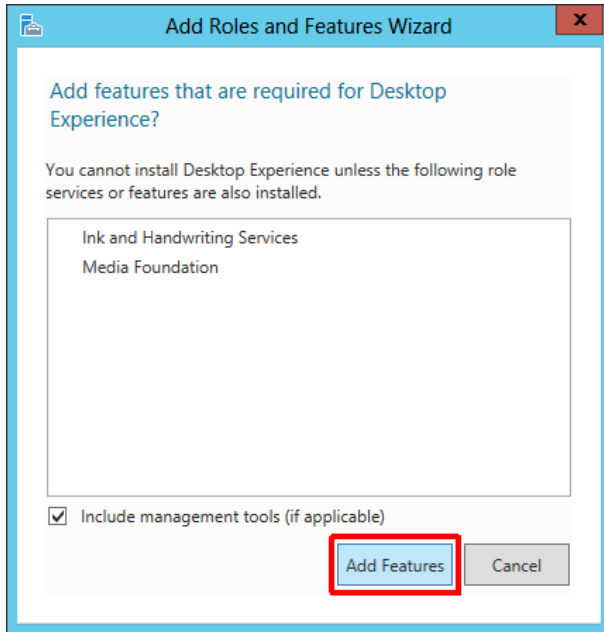 Add Roles and Features Wizard
x
Add features that are required for Desktop
Experience?
You cannot install Desktop Experience unless the following role
services or features are also installed.
Ink and Handwriting Services
Media Foundation
Include management tools (if applicable)
Add Features
Cancel